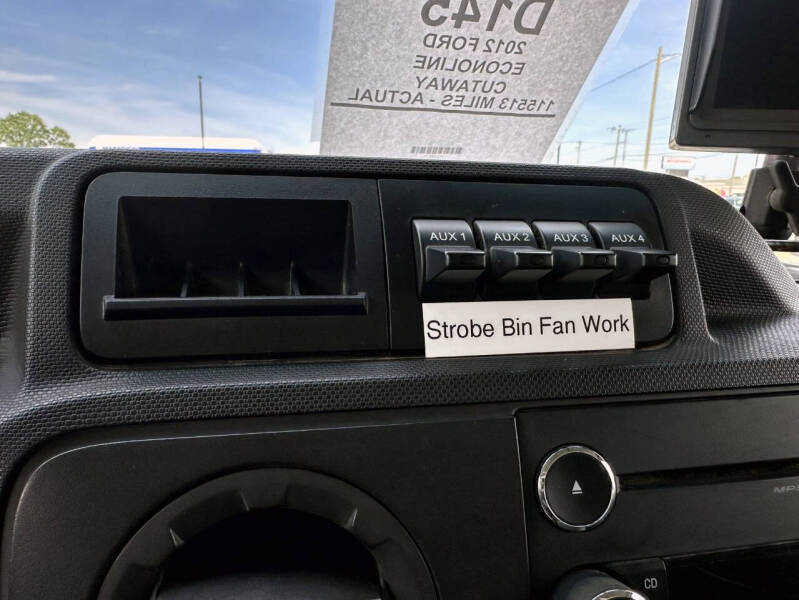 D145
2012 FORD
ECONOLINE
CUTAWAY
115513 MILES - ACTUAL
AUX 1 AUX 2 AUX 3 AUX 4
Strobe Bin Fan Work
MP3
CD